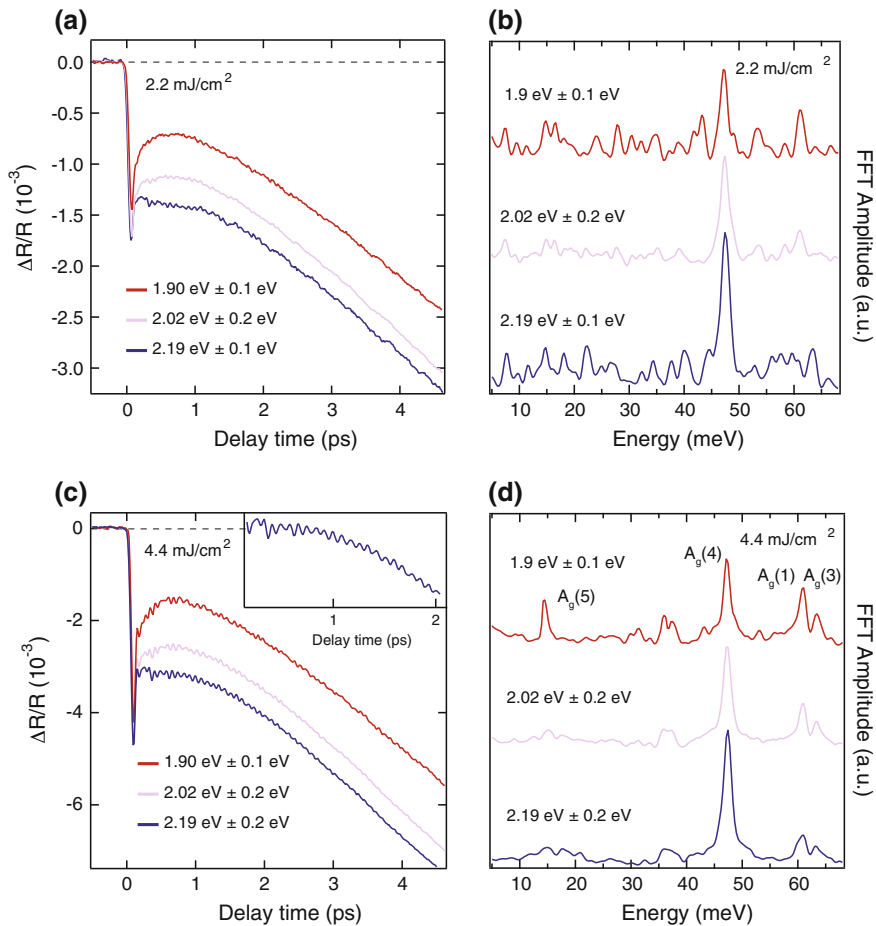 (a)
0.0
-0.5
-1.0
-1.5
-2.0
-2.5
-3.0
ΔR/R (10⁻³)
2.2 mJ/cm²
1.90 eV ± 0.1 eV
2.02 eV ± 0.2 eV
2.19 eV ± 0.1 eV
0 1 2 3 4
Delay time (ps)
(b)
2.2 mJ/cm ²
1.9 eV ± 0.1 eV
2.02 eV ± 0.2 eV
2.19 eV ± 0.1 eV
FFT Amplitude (a.u.)
10 20 30 40 50 60
Energy (meV)
(c)
0
-2
-4
-6
ΔR/R (10⁻³)
4.4 mJ/cm²
1 2
Delay time (ps)
1.90 eV ± 0.1 eV
2.02 eV ± 0.2 eV
2.19 eV ± 0.2 eV
0 1 2 3 4
Delay time (ps)
(d)
4.4 mJ/cm ²
1.9 eV ± 0.1 eV
A_g(4)
A_g(1) A_g(3)
A_g(5)
2.02 eV ± 0.2 eV
2.19 eV ± 0.2 eV
FFT Amplitude (a.u.)
10 20 30 40 50 60
Energy (meV)